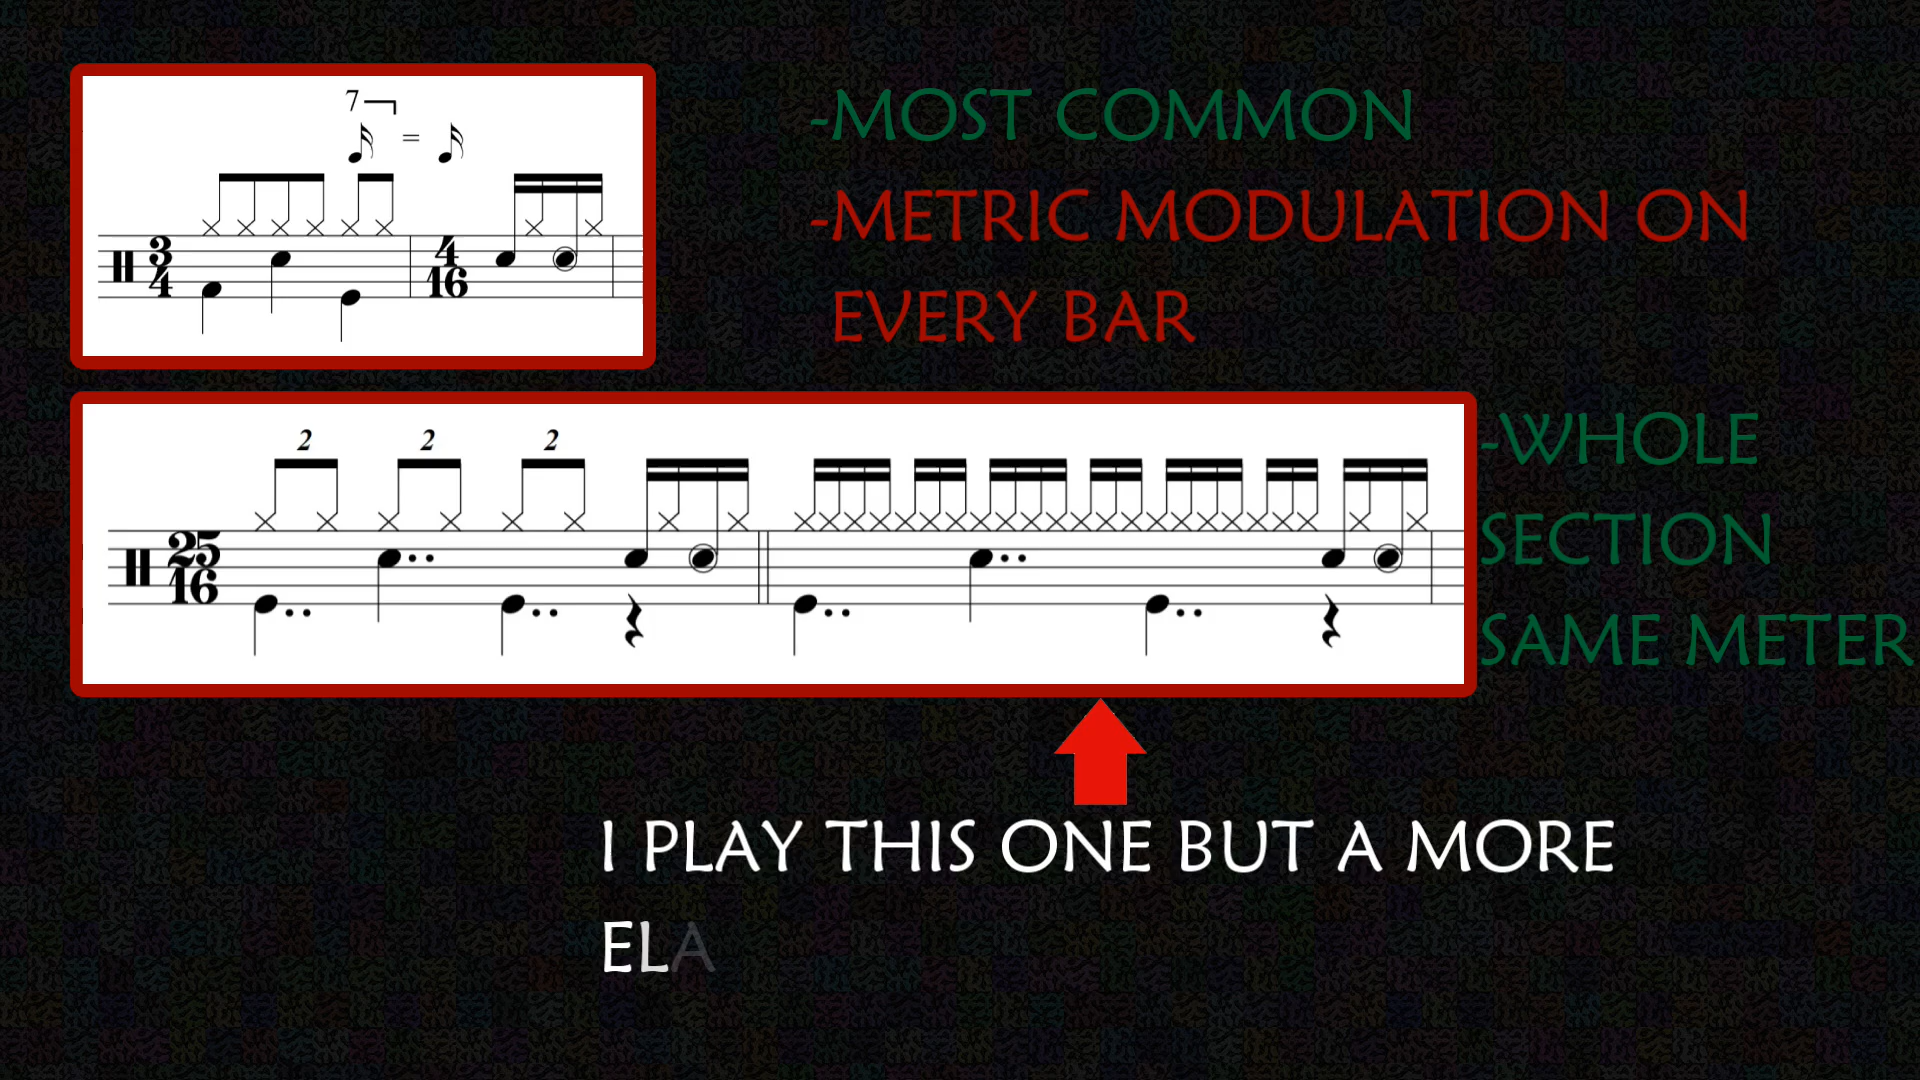 7
=
3
4
4
16
-MOST COMMON
-METRIC MODULATION ON
EVERY BAR
2 2 2
25
16
-WHOLE
SECTION
SAME METER
I PLAY THIS ONE BUT A MORE
ELA